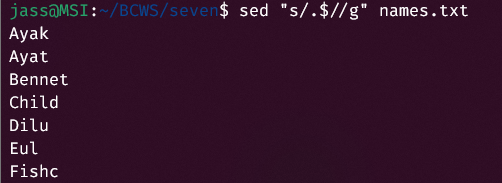 jass@MSI:~/BCWS/seven$ sed "s/.$//g" names.txt
Ayak
Ayat
Bennet
Child
Dilu
Eul
Fishc